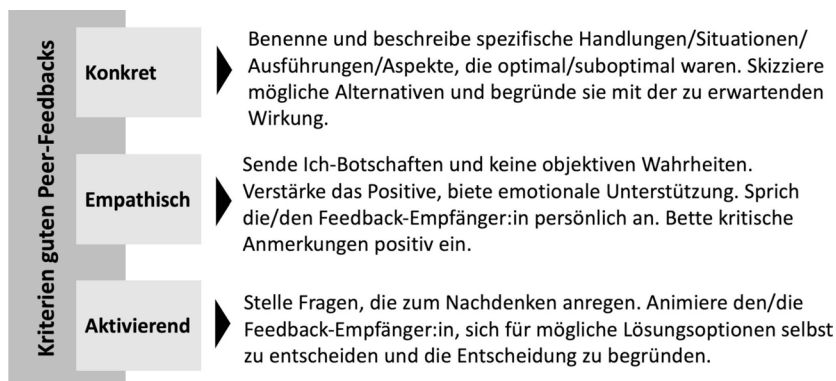 Kriterien guten Peer-Feedbacks
Konkret
Benenne und beschreibe spezifische Handlungen/Situationen/
Ausführungen/Aspekte, die optimal/suboptimal waren. Skizziere
mögliche Alternativen und begründe sie mit der zu erwartenden
Wirkung.
Empathisch
Sende Ich-Botschaften und keine objektiven Wahrheiten.
Verstärke das Positive, biete emotionale Unterstützung. Sprich
die/den Feedback-Empfänger:in persönlich an. Bette kritische
Anmerkungen positiv ein.
Aktivierend
Stelle Fragen, die zum Nachdenken anregen. Animiere den/die
Feedback-Empfänger:in, sich für mögliche Lösungsoptionen selbst
zu entscheiden und die Entscheidung zu begründen.